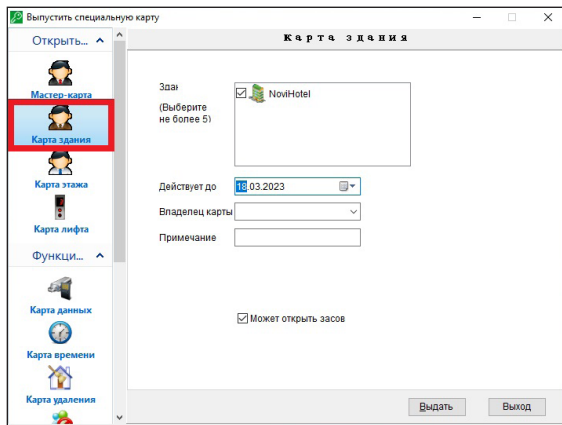 Выпустить специальную карту
Открыть...
Мастер-карта
Карта здания
Карта этажа
Карта лифта
Функци...
Карта данных
Карта времени
Карта удаления
Карта здания
Здан
(Выберите
не более 5)
NoviHotel
Действует до
18.03.2023
Владелец карты
Примечание
Может открыть засов
Выдать
Выход